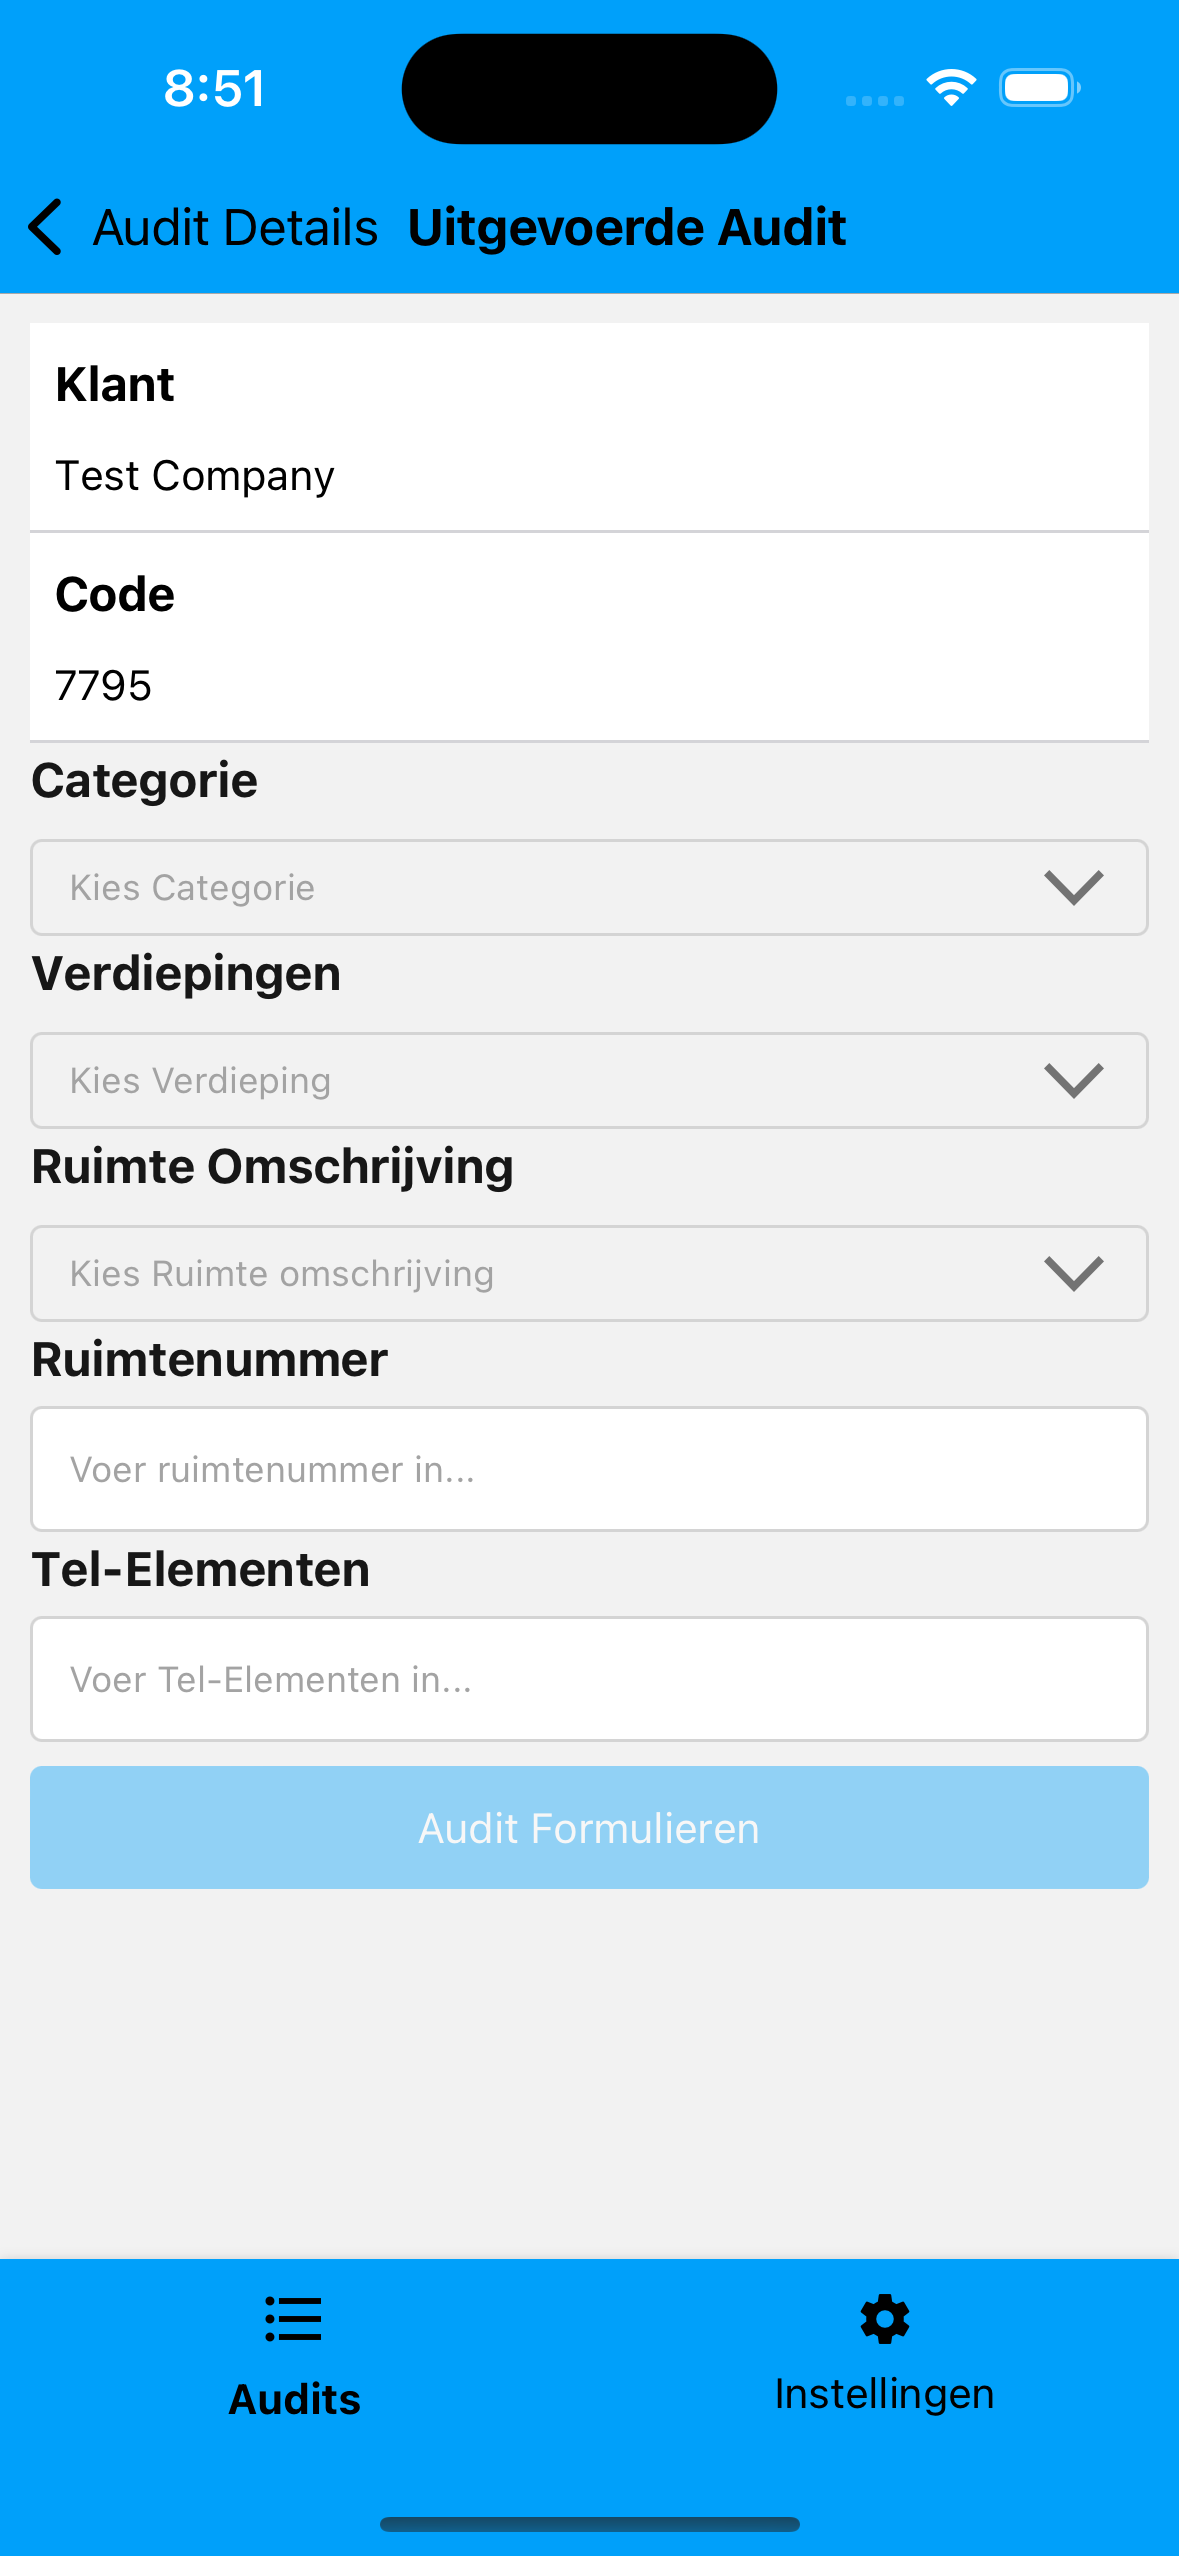 8:51
Audit Details Uitgevoerde Audit
Klant
Test Company
Code
7795
Categorie
Kies Categorie
Verdiepingen
Kies Verdieping
Ruimte Omschrijving
Kies Ruimte omschrijving
Ruimtenummer
Voer ruimtenummer in...
Tel-Elementen
Voer Tel-Elementen in...
Audit Formulieren
Audits Instellingen